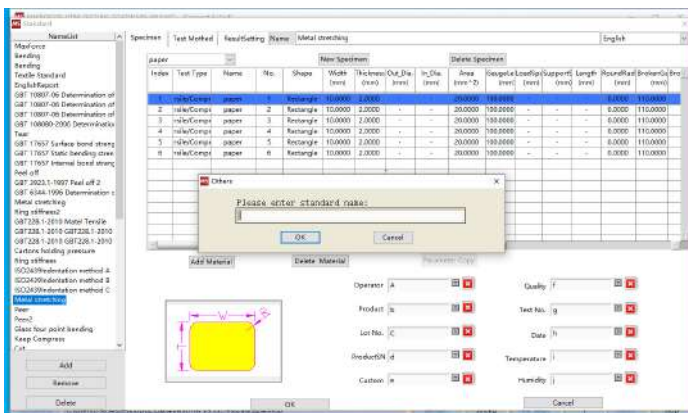 Standard
NameList
Specimen
Test Method
ResultSetting
Name
Metal stretching
English
Maxforce
Bending
Bending
Textile Standard
EnglishReport
GBT 10807-06 Determination of
GBT 10807-06 Determination of
GBT 10807-06 Determination of
Tear
GBT 17657 Surface bond streng
GBT 17657 Static bending stren
GBT 17657 Internal bond streng
Peel off
GBT 3923.1-1997 Peel off 2
GBT 6344-1996 Determination
Metal stretching
Ring stiffness2
GBT228.1-2010 Matel Tensile
GBT228.1-2010 GBT228.1-2010
GBT228.1-2010 GBT228.1-2010
Cartons holding pressure
Ring stiffness
ISO2439Indentation method A
ISO2439Indentation method B
ISO2439Indentation method C
Metal stretching
Peer
Peer2
Glass four point bending
Keep Compress
Cat
Add
Remove
Delete
paper
New Specimen
Delete Specimen
Index Test Type Name No. Shape Width (mm) Thickness (mm) Out_Dia. (mm) In_Dia. (mm) Area (mm^2) GaugeLe (mm) LoseSp (mm) SupportS (mm) Length (mm) RoundRad (mm) BrokenGa (mm) Bro
1 nsile/Compr paper 1 Rectangle 10.0000 2.0000 - - 20.0000 100.0000 - - - 0.0000 110.0000
2 nsile/Compr paper 2 Rectangle 10.0000 2.0000 - - 20.0000 100.0000 - - - 0.0000 110.0000
3 nsile/Compr paper 3 Rectangle 10.0000 2.0000 - - 20.0000 100.0000 - - - 0.0000 110.0000
4 nsile/Compr paper 4 Rectangle 10.0000 2.0000 - - 20.0000 100.0000 - - - 0.0000 110.0000
5 nsile/Compr paper 5 Rectangle 10.0000 2.0000 - - 20.0000 100.0000 - - - 0.0000 110.0000
6 nsile/Compr paper 6 Rectangle 10.0000 2.0000 - - 20.0000 100.0000 - - - 0.0000 110.0000
Others
Please enter standard name:
OK
Cancel
Add Material
Delete Material
Parameter Copy
W
T
Operator A
Product b
Lot No. C
ProductSN d
Custom e
Quality f
Test No. g
Date h
Temperature i
Humidity j
OK
Cancel